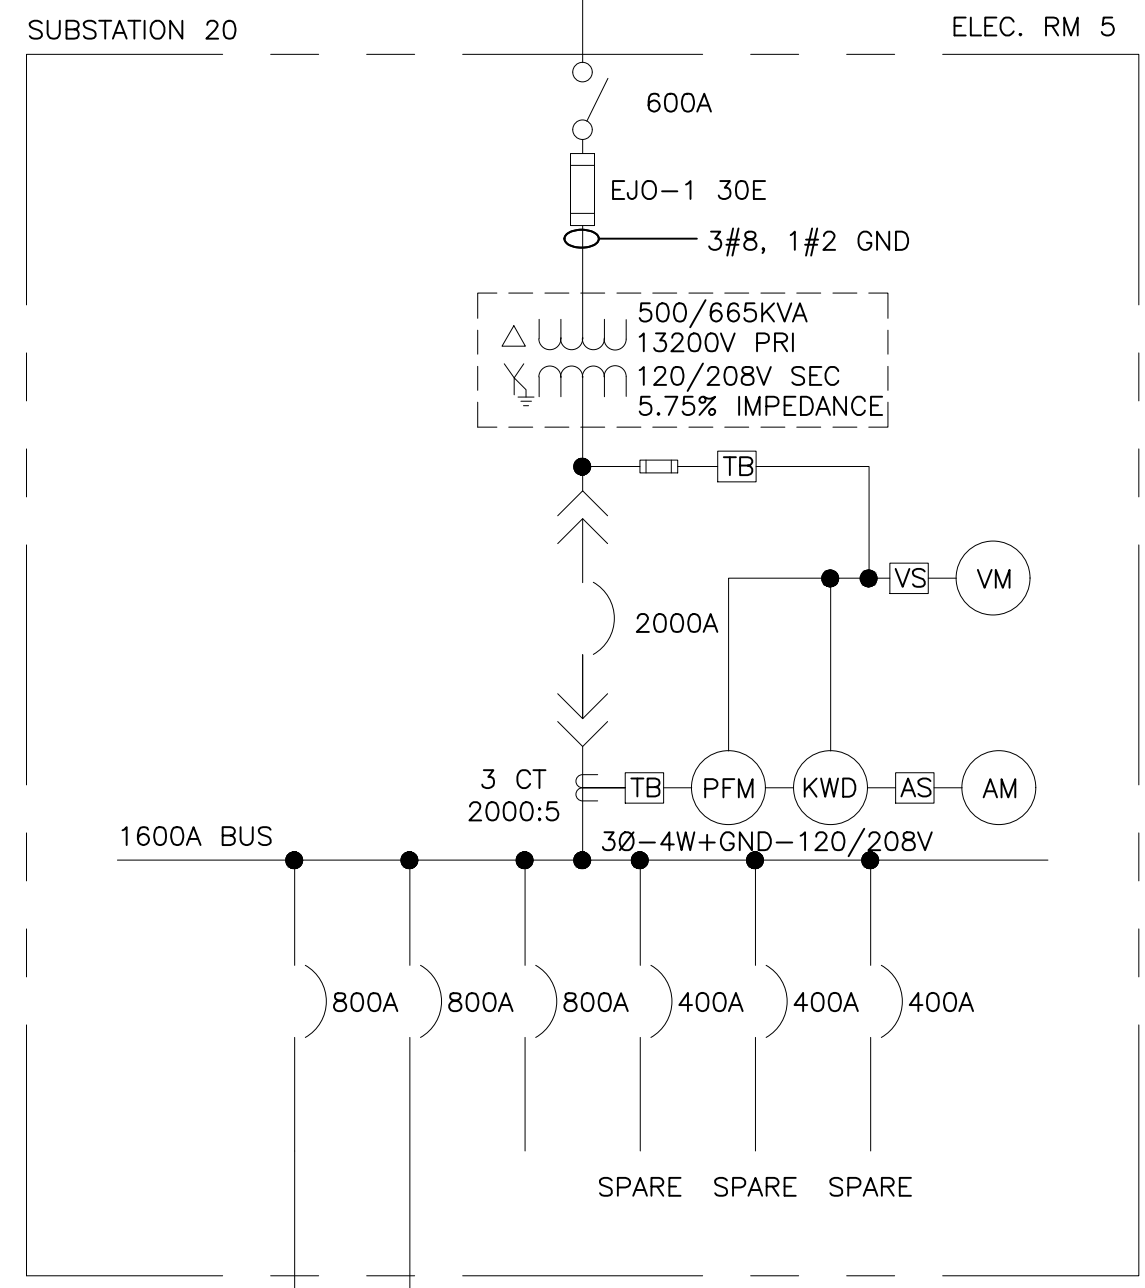 SUBSTATION 20
ELEC. RM 5
600A
EJO-1 30E
3#8, 1#2 GND
500/665KVA
13200V PRI
120/208V SEC
5.75% IMPEDANCE
TB
VS
VM
2000A
3 CT
2000:5
TB
PFM
KWD
AS
AM
1600A BUS
3Ø-4W+GND-120/208V
800A
800A
800A
400A
400A
400A
SPARE
SPARE
SPARE